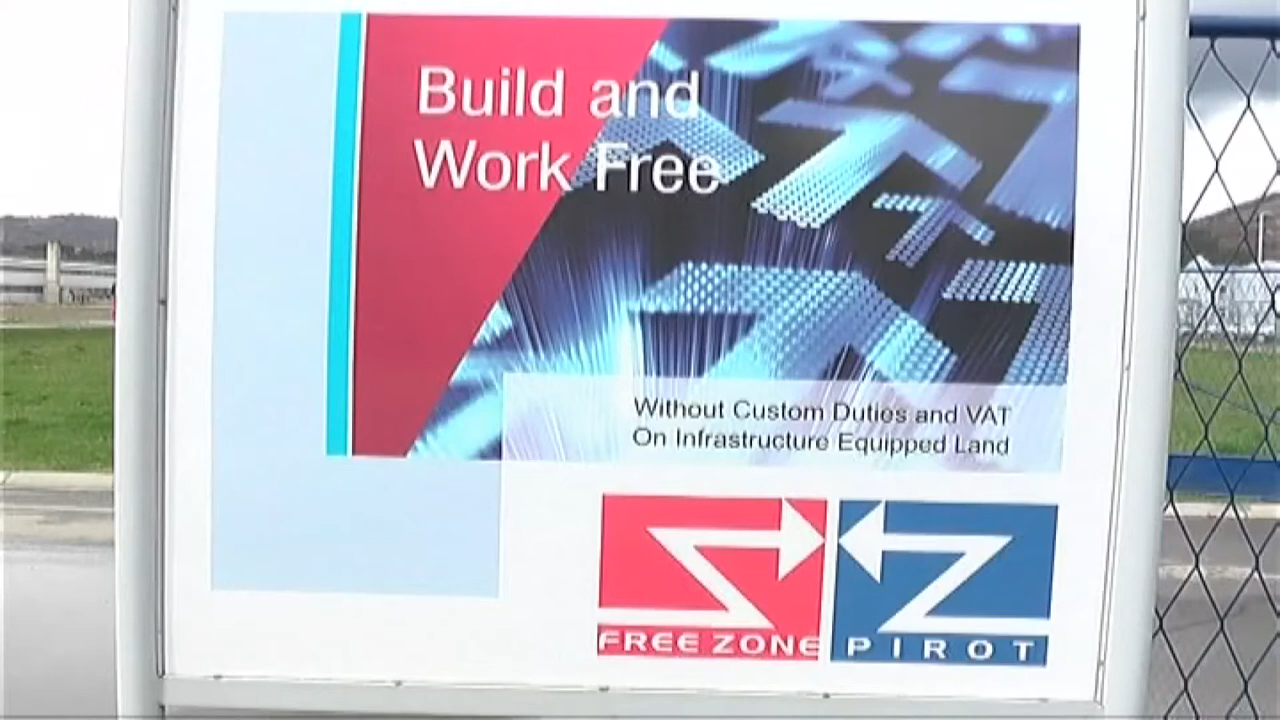 Build and
Work Free
Without Custom Duties and VAT
On Infrastructure Equipped Land
FREE ZONE
PIROT